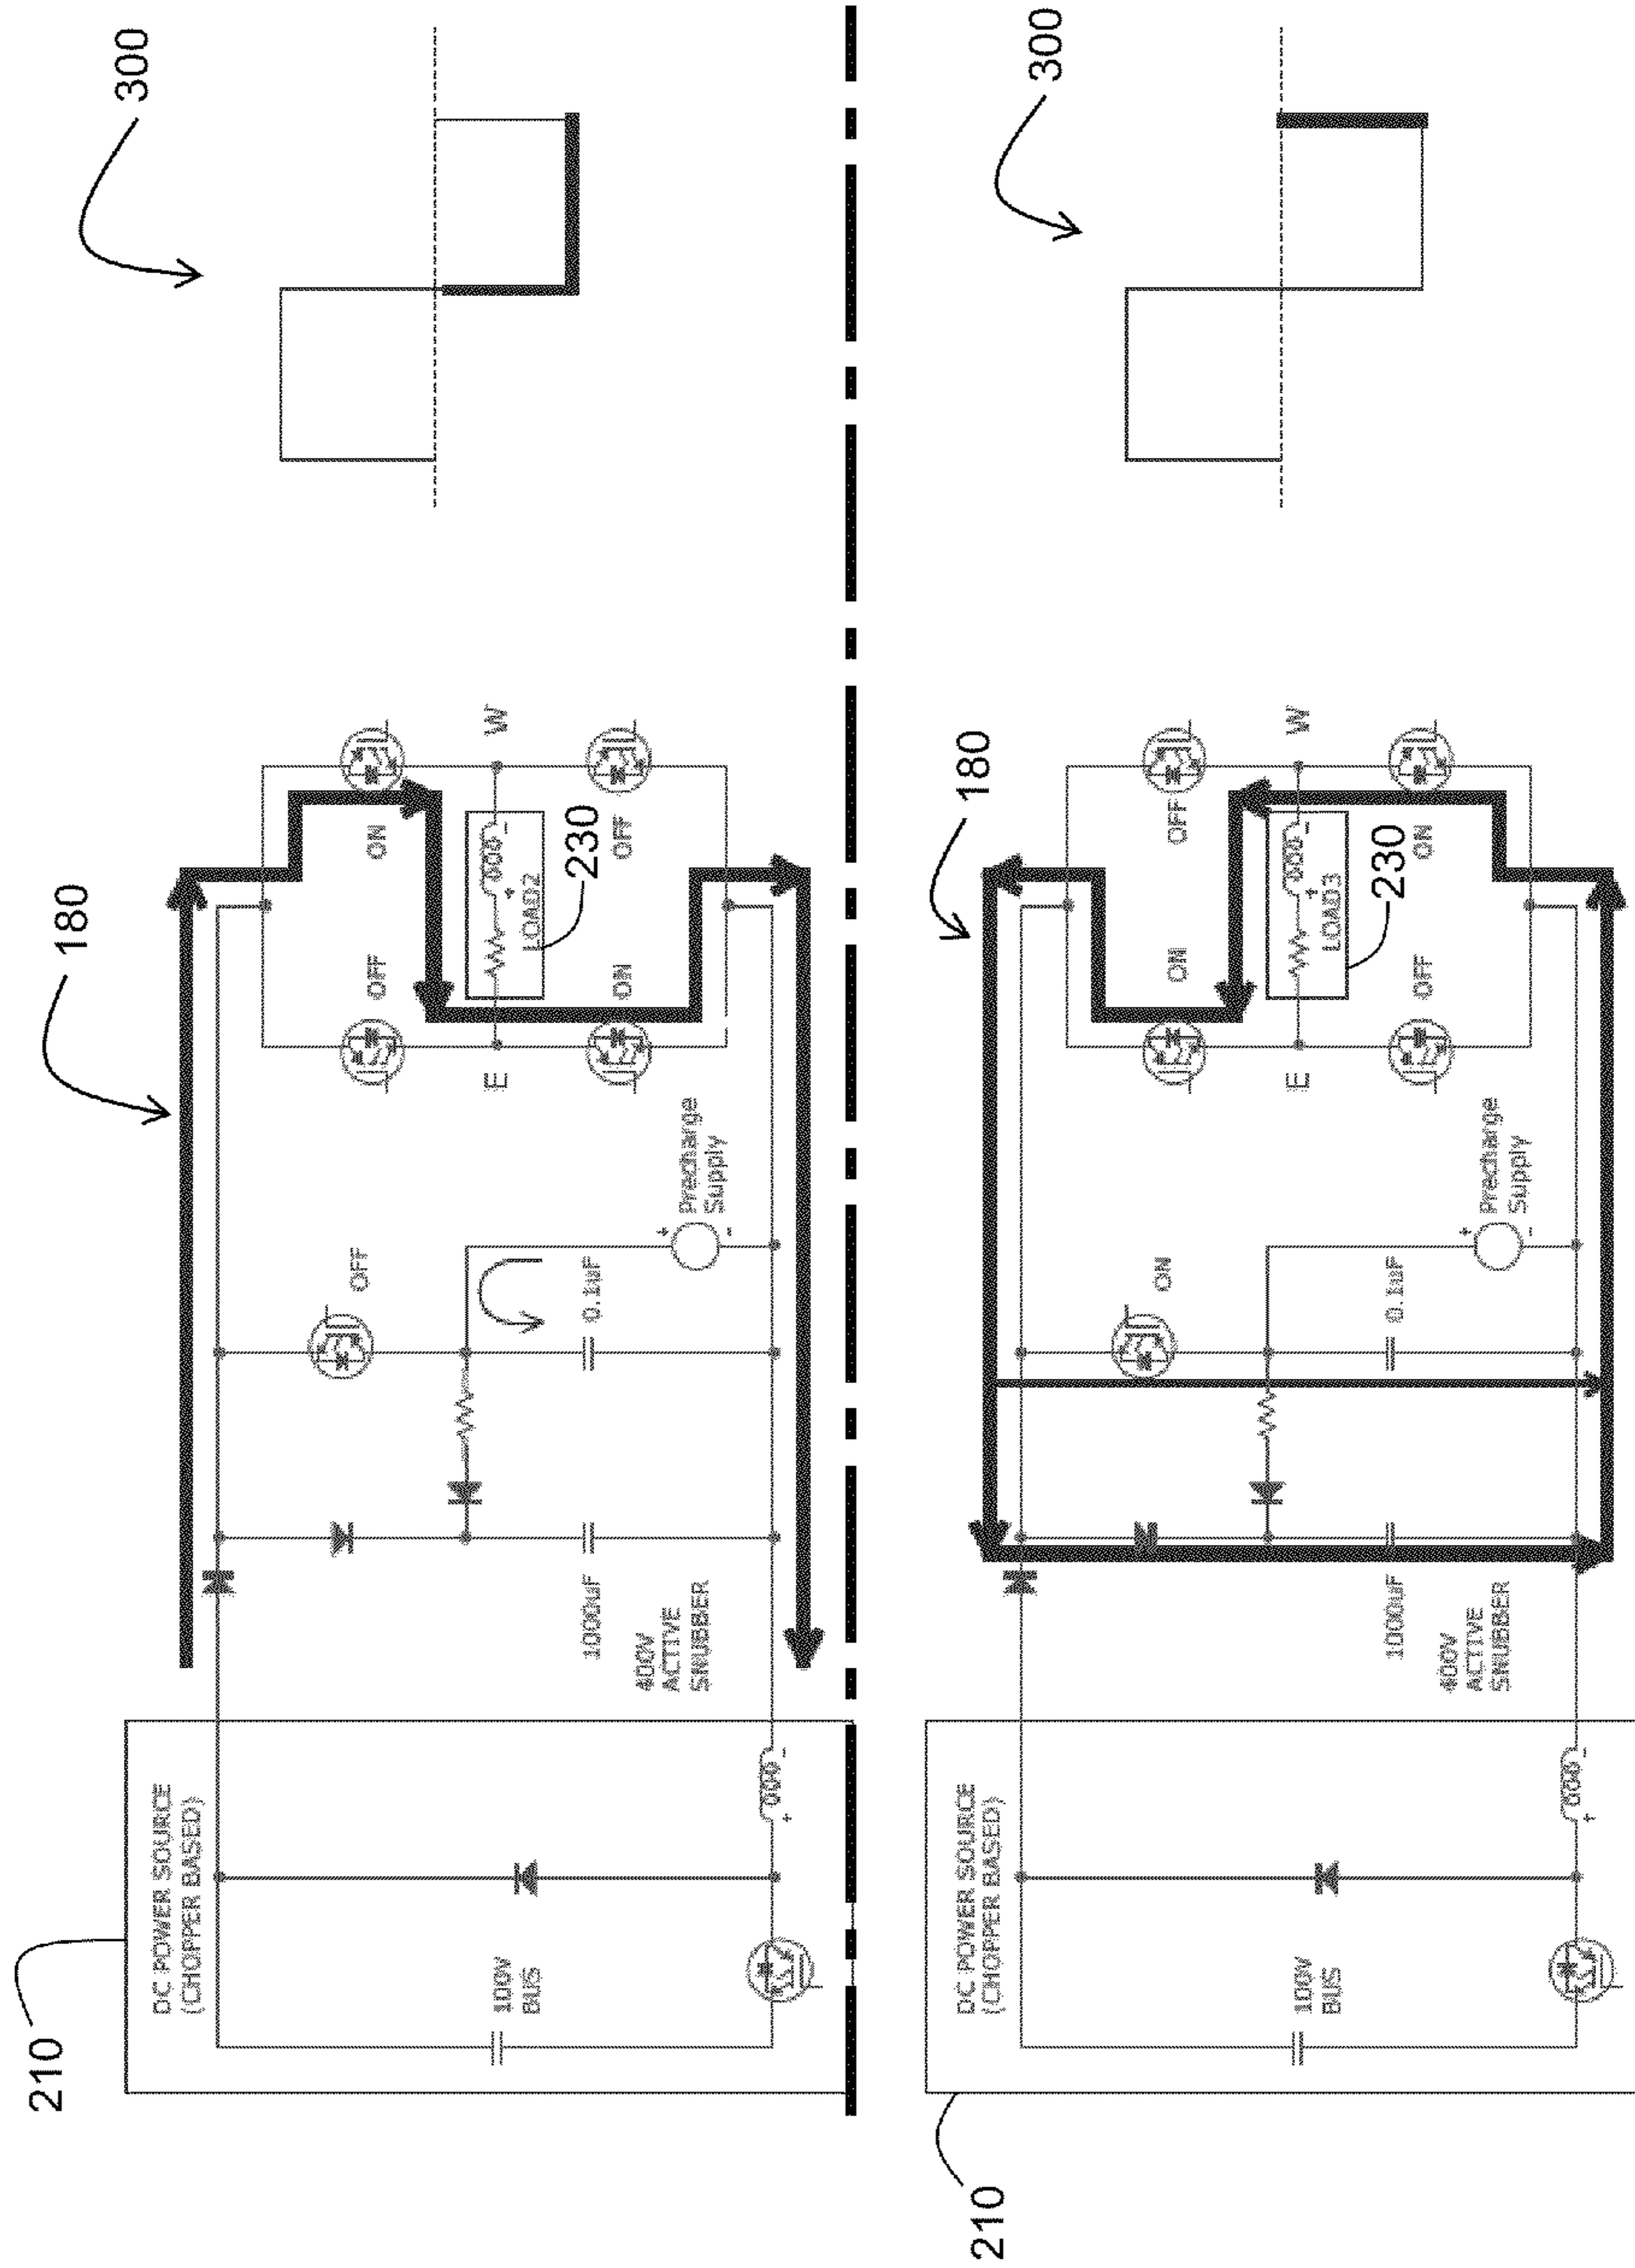 210
180
300
DC POWER SOURCE
(CHOPPER BASED)
OFF
OFF
ON
100V
BUS
1000uF
0.1uF
E
W
LOAD2
230
400V
ACTIVE
SNUBBER
+
-
Precharge
Supply
ON
OFF
+
-
+
-
210
180
300
DC POWER SOURCE
(CHOPPER BASED)
ON
ON
OFF
100V
BUS
1000uF
0.1uF
E
W
LOAD3
230
400V
ACTIVE
SNUBBER
+
-
Precharge
Supply
OFF
ON
+
-
+
-